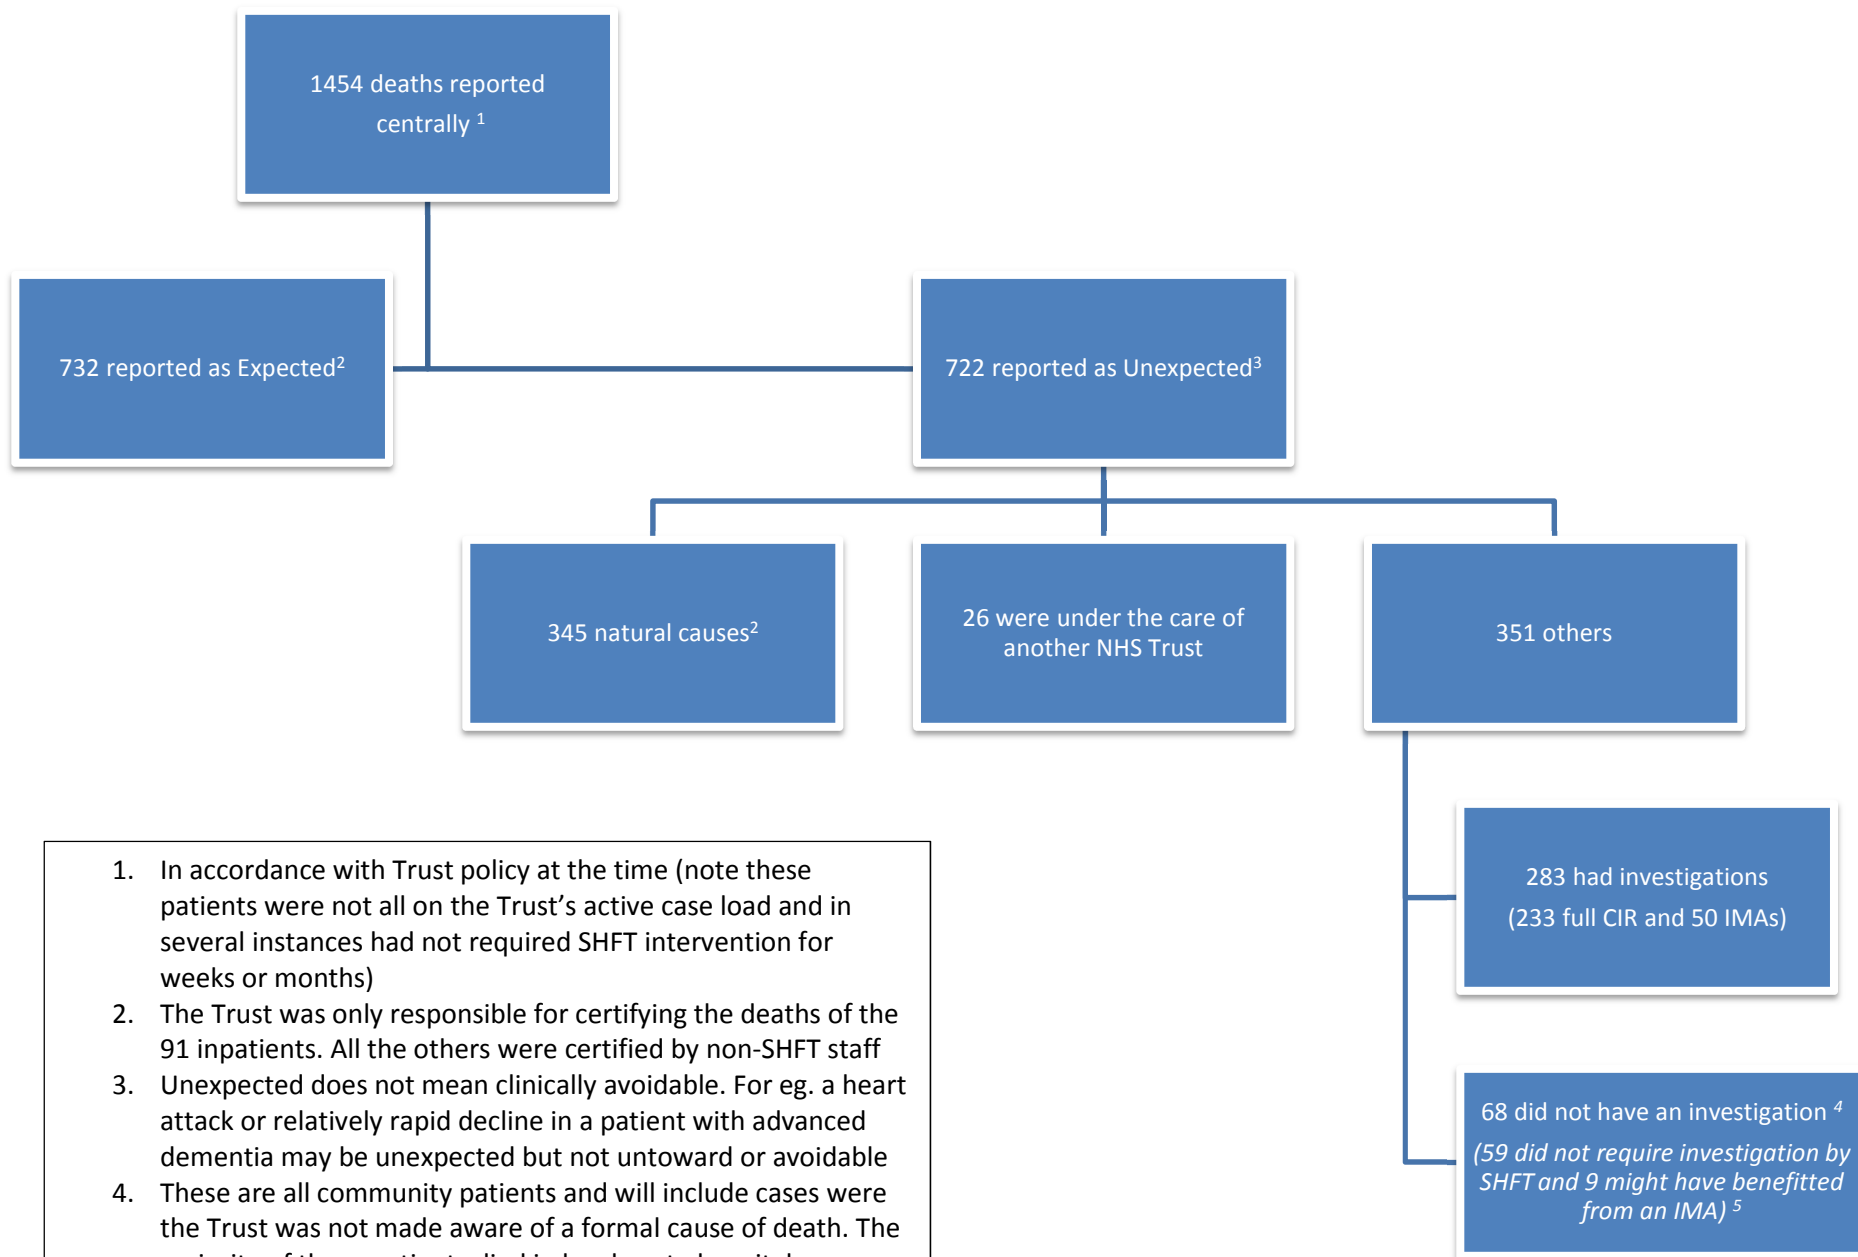 1454 deaths reported
centrally 1
732 reported as Expected2
722 reported as Unexpected3
345 natural causes2
26 were under the care of
another NHS Trust
351 others
283 had investigations
(233 full CIR and 50 IMAs)
68 did not have an investigation 4
(59 did not require investigation by
SHFT and 9 might have benefitted
from an IMA) 5
1. In accordance with Trust policy at the time (note these
patients were not all on the Trust's active case load and in
several instances had not required SHFT intervention for
weeks or months)
2. The Trust was only responsible for certifying the deaths of the
91 inpatients. All the others were certified by non-SHFT staff
3. Unexpected does not mean clinically avoidable. For eg. a heart
attack or relatively rapid decline in a patient with advanced
dementia may be unexpected but not untoward or avoidable
4. These are all community patients and will include cases were
the Trust was not made aware of a formal cause of death. The